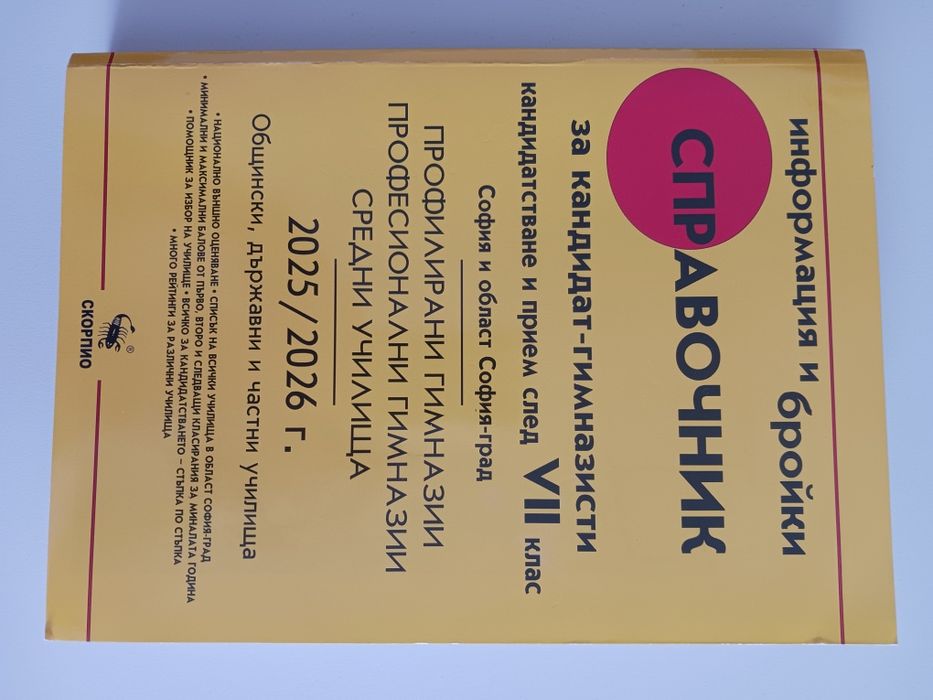 информация и бройки
СПРАВОЧНИК
за кандидат-гимназисти
кандидатстване и прием след VII клас
София и област София-град
ПРОФИЛИРАНИ ГИМНАЗИИ
ПРОФЕСИОНАЛНИ ГИМНАЗИИ
СРЕДНИ УЧИЛИЩА
2025/2026 г.
Общински, държавни и частни училища
• НАЦИОНАЛНО ВЪНШНО ОЦЕНЯВАНЕ • СПИСЪК НА ВСИЧКИ УЧИЛИЩА В ОБЛАСТ СОФИЯ-ГРАД
• МИНИМАЛНИ И МАКСИМАЛНИ БАЛОВЕ ОТ ПЪРВО, ВТОРО И СЛЕДВАЩИ КЛАСИРАНИЯ ЗА МИНАЛАТА ГОДИНА
• ПОМОЩНИК ЗА ИЗБОР НА УЧИЛИЩЕ • ВСИЧКО ЗА КАНДИДАТСТВАНЕТО – СТЪПКА ПО СТЪПКА
• МНОГО РЕЙТИНГИ ЗА РАЗЛИЧНИ УЧИЛИЩА
®
СКОРПИО